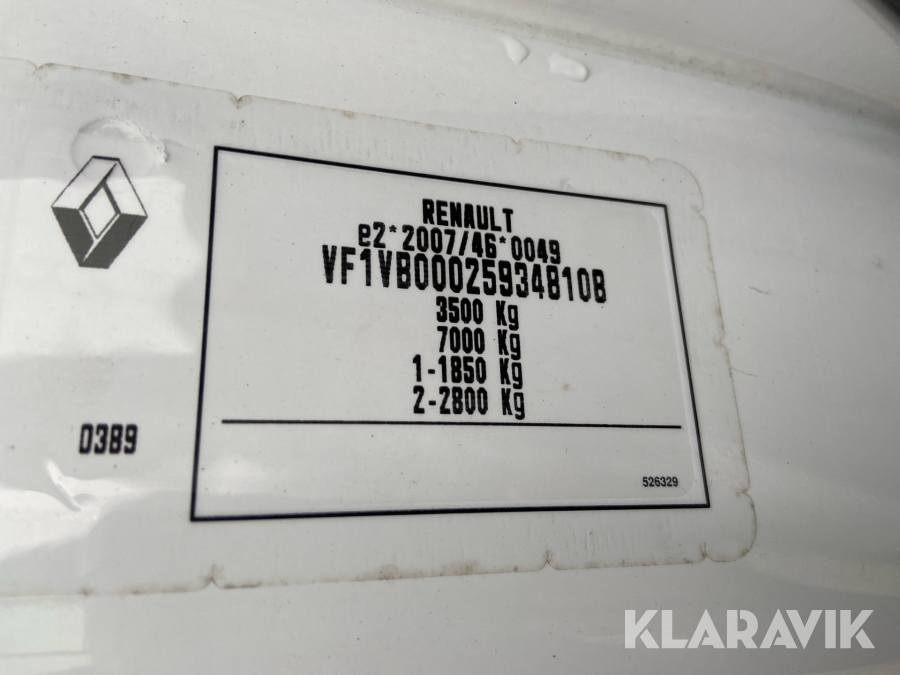 RENAULT
e2*2007/46*0049
VF1VB000259348108
3500 Kg
7000 Kg
1-1850 Kg
2-2800 Kg
0389
526329
KLARAVIK